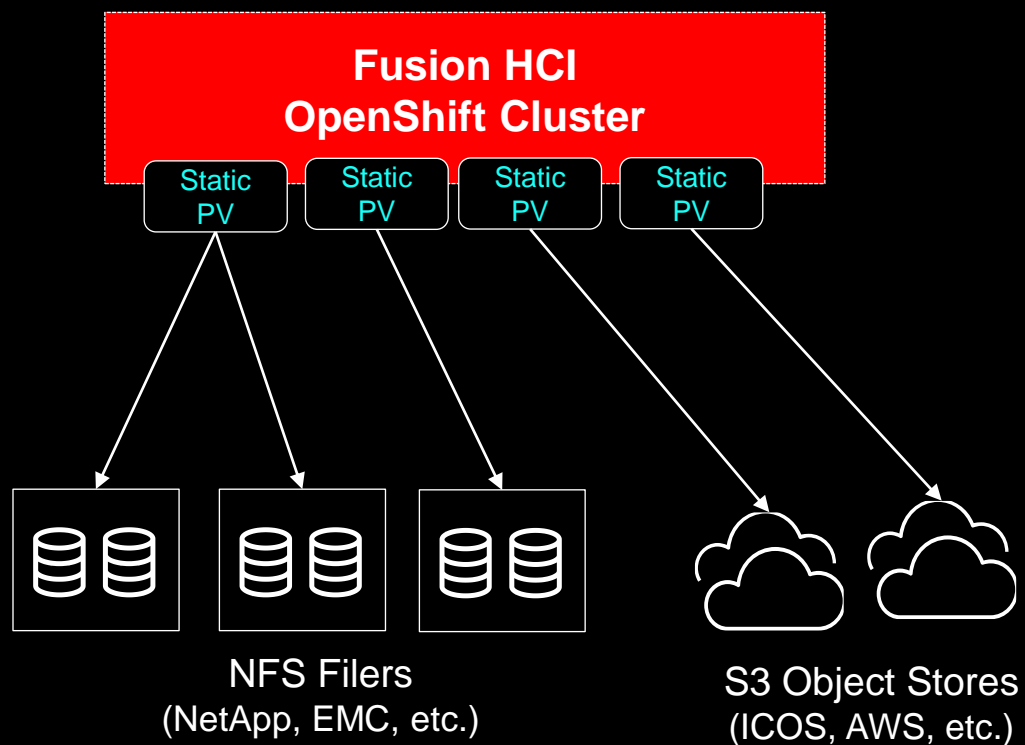 Fusion HCI
OpenShift Cluster
Static
PV
Static
PV
Static
PV
Static
PV
NFS Filers
(NetApp, EMC, etc.)
S3 Object Stores
(ICOS, AWS, etc.)